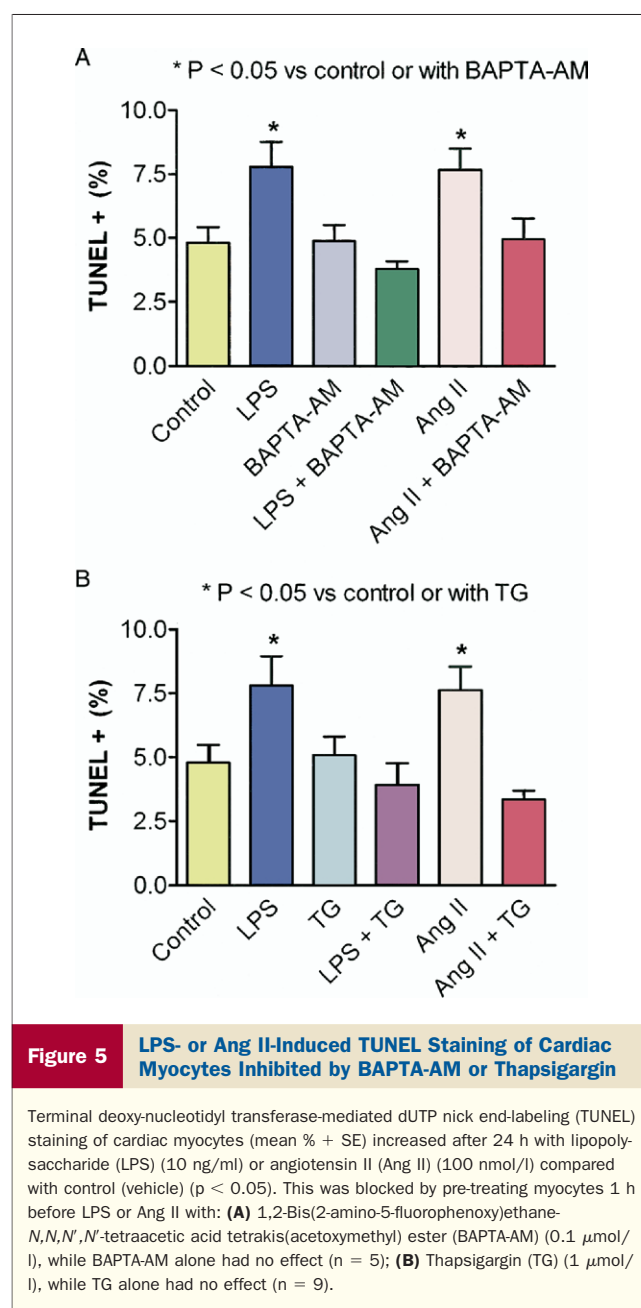 A
* P < 0.05 vs control or with BAPTA-AM
TUNEL + (%)
10.0
7.5
5.0
2.5
0.0
*
*
Control
LPS
BAPTA-AM
LPS + BAPTA-AM
Ang II
Ang II + BAPTA-AM
B
* P < 0.05 vs control or with TG
TUNEL + (%)
10.0
7.5
5.0
2.5
0.0
*
*
Control
LPS
TG
LPS + TG
Ang II
Ang II + TG
Figure 5
LPS- or Ang II-Induced TUNEL Staining of Cardiac
Myocytes Inhibited by BAPTA-AM or Thapsigargin
Terminal deoxy-nucleotidyl transferase-mediated dUTP nick end-labeling (TUNEL)
staining of cardiac myocytes (mean % + SE) increased after 24 h with lipopoly-
saccharide (LPS) (10 ng/ml) or angiotensin II (Ang II) (100 nmol/l) compared
with control (vehicle) (p < 0.05). This was blocked by pre-treating myocytes 1 h
before LPS or Ang II with: (A) 1,2-Bis(2-amino-5-fluorophenoxy)ethane-
N,N,N′,N′-tetraacetic acid tetrakis(acetoxymethyl) ester (BAPTA-AM) (0.1 μmol/
l), while BAPTA-AM alone had no effect (n = 5); (B) Thapsigargin (TG) (1 μmol/
l), while TG alone had no effect (n = 9).